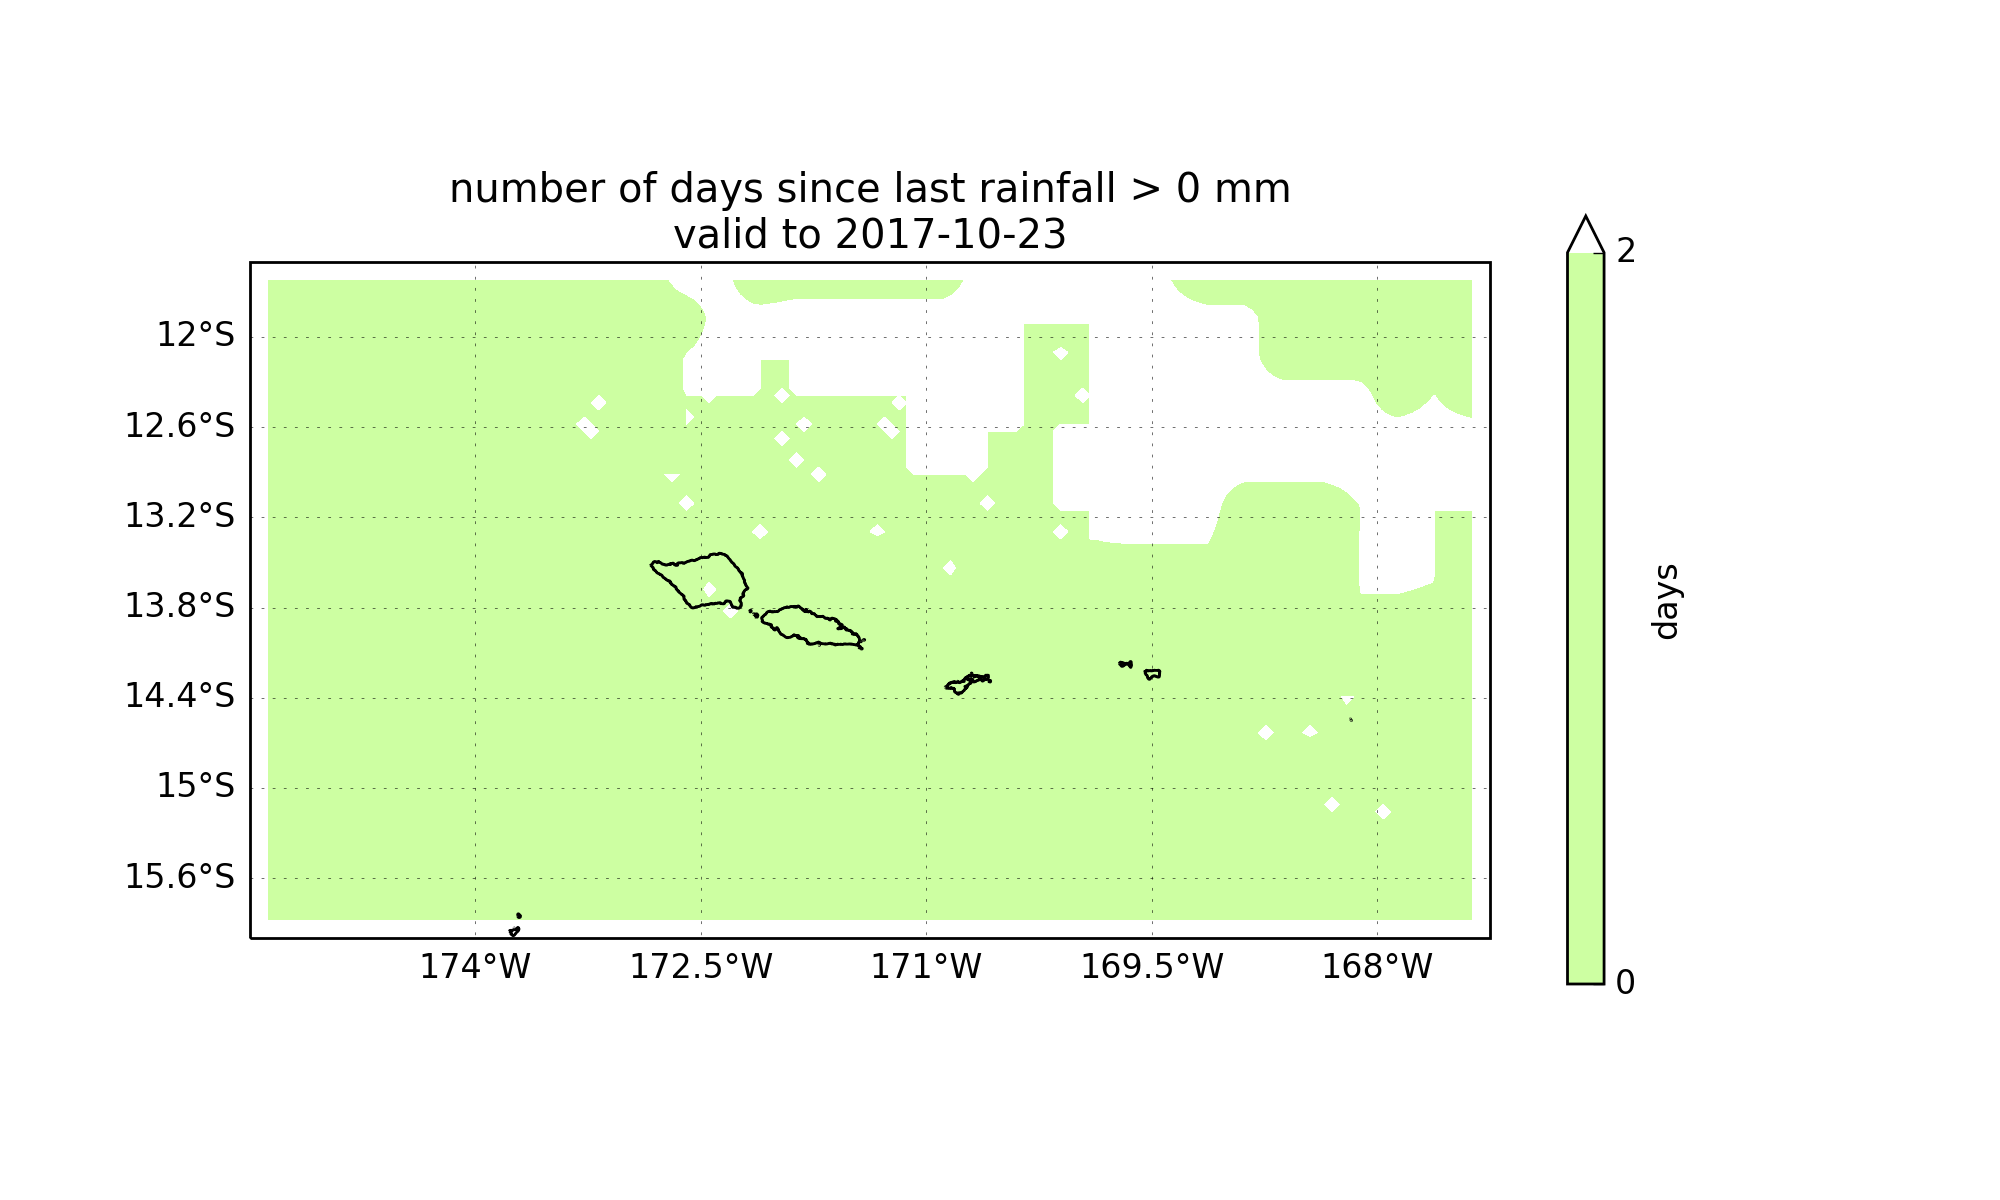 number of days since last rainfall > 0 mm
valid to 2017-10-23
2
12°S
12.6°S
13.2°S
13.8°S
14.4°S
15°S
15.6°S
days
174°W
172.5°W
171°W
169.5°W
168°W
0